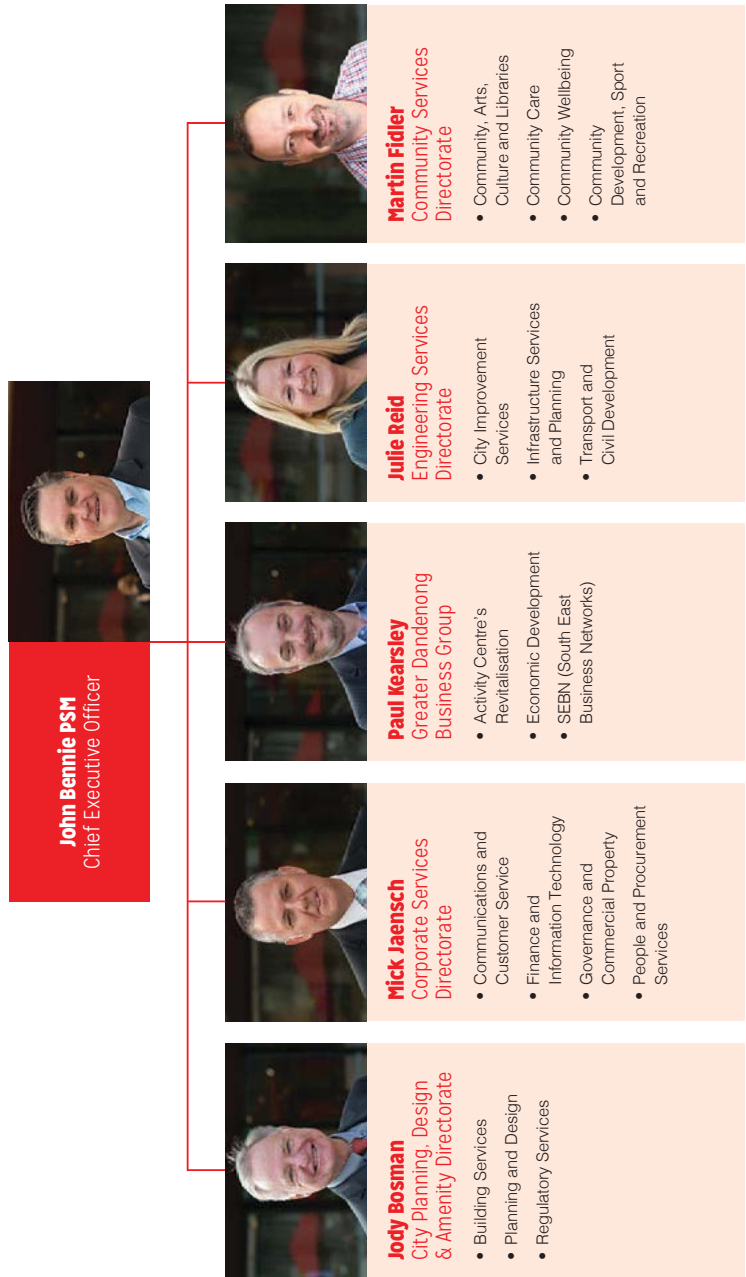 John Bennie PSM
Chief Executive Officer
Jody Bosman
City Planning, Design
& Amenity Directorate
• Building Services
• Planning and Design
• Regulatory Services
Mick Jaensch
Corporate Services
Directorate
• Communications and
Customer Service
• Finance and
Information Technology
• Governance and
Commercial Property
• People and Procurement
Services
Paul Kearsley
Greater Dandenong
Business Group
• Activity Centre's
Revitalisation
• Economic Development
• SEBN (South East
Business Networks)
Julie Reid
Engineering Services
Directorate
• City Improvement
Services
• Infrastructure Services
and Planning
• Transport and
Civil Development
Martin Fidler
Community Services
Directorate
• Community, Arts,
Culture and Libraries
• Community Care
• Community Wellbeing
• Community
Development, Sport
and Recreation